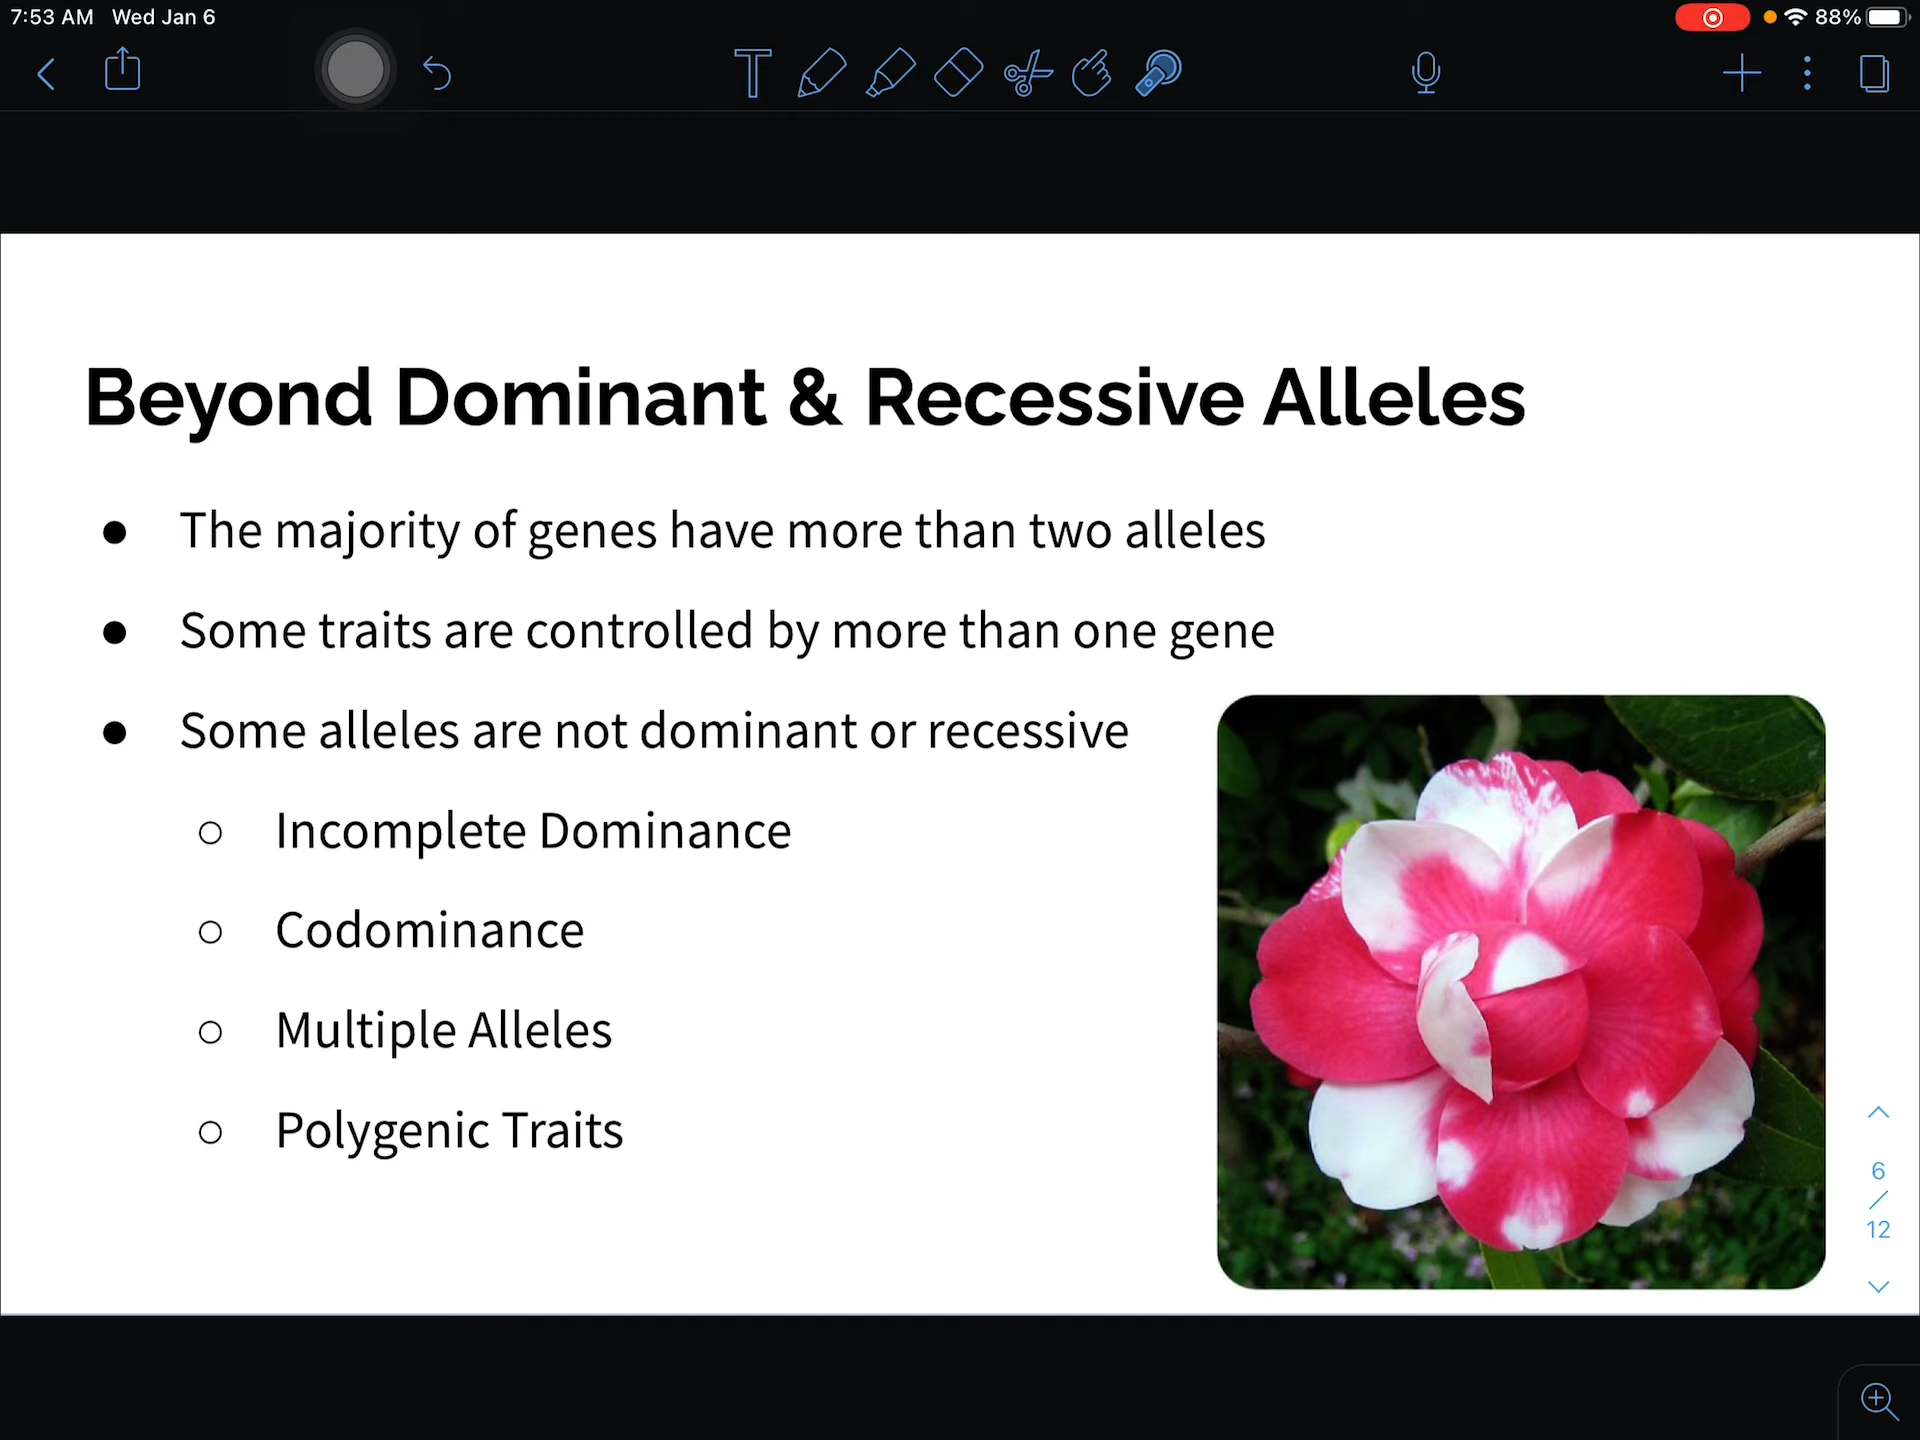 7:53 AM Wed Jan 6
88%
T
Beyond Dominant & Recessive Alleles
● The majority of genes have more than two alleles
● Some traits are controlled by more than one gene
● Some alleles are not dominant or recessive
○ Incomplete Dominance
○ Codominance
○ Multiple Alleles
○ Polygenic Traits
6
/
12